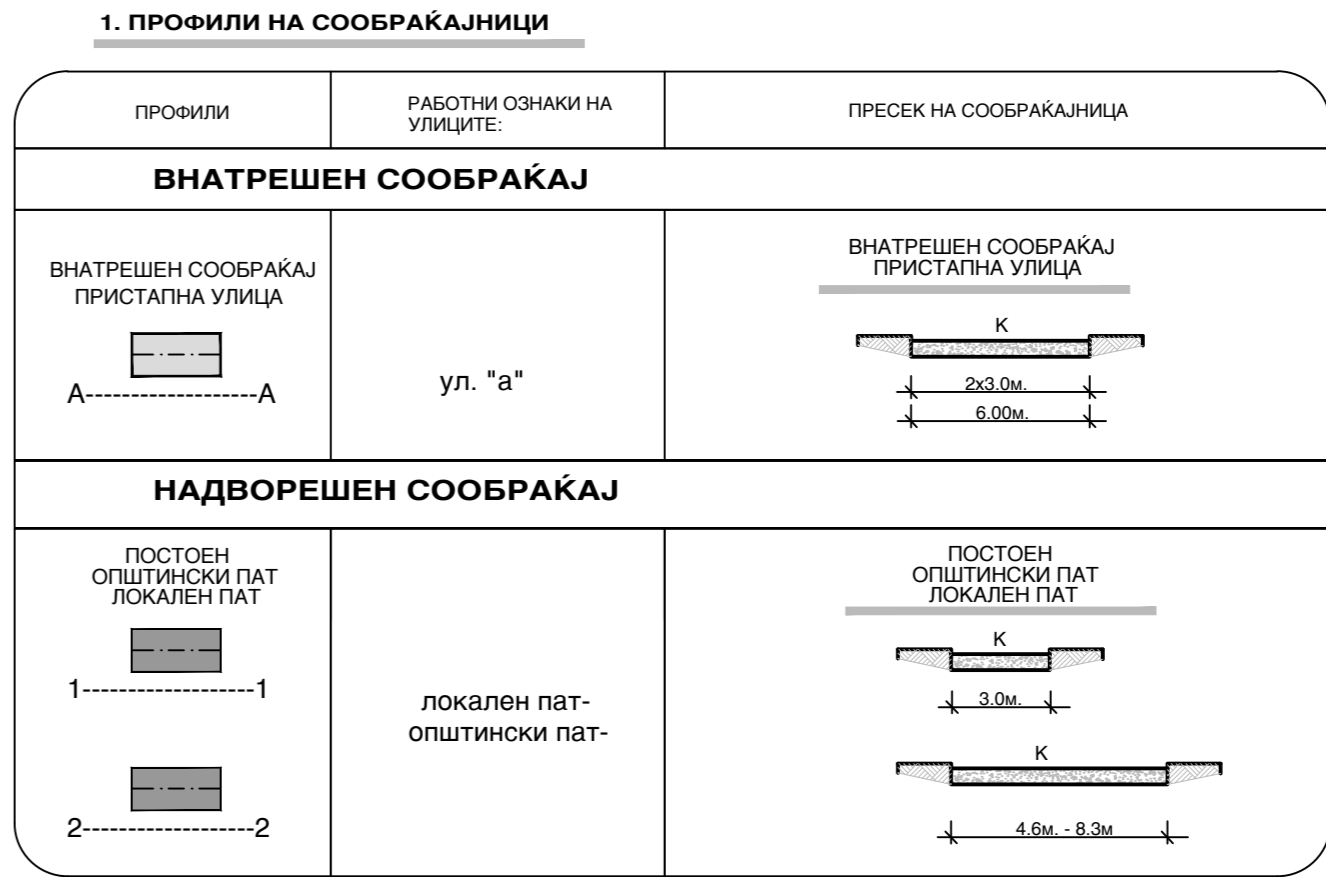 1. ПРОФИЛИ НА СООБРАЌАЈНИЦИ
ПРОФИЛИ
РАБОТНИ ОЗНАКИ НА
УЛИЦИТЕ:
ПРЕСЕК НА СООБРАЌАЈНИЦА
ВНАТРЕШЕН СООБРАЌАЈ
ВНАТРЕШЕН СООБРАЌАЈ
ПРИСТАПНА УЛИЦА
А-------------------А
ул. "а"
ВНАТРЕШЕН СООБРАЌАЈ
ПРИСТАПНА УЛИЦА
К
2х3.0м.
6.00м.
НАДВОРЕШЕН СООБРАЌАЈ
ПОСТОЕН
ОПШТИНСКИ ПАТ
ЛОКАЛЕН ПАТ
1-------------------1
2-------------------2
локален пат-
општински пат-
ПОСТОЕН
ОПШТИНСКИ ПАТ
ЛОКАЛЕН ПАТ
К
3.0м.
К
4.6м. - 8.3м